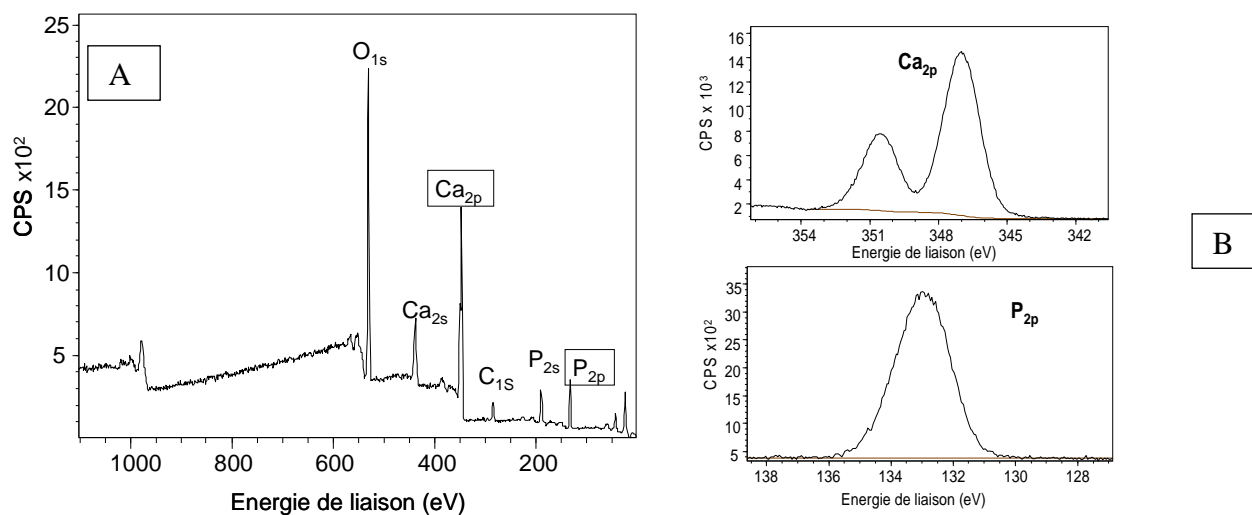 A
CPS x10²
25
20
15
10
5
O₁ₛ
Ca₂ₚ
Ca₂ₛ
C₁S
P₂ₛ
P₂ₚ
1000 800 600 400 200
Energie de liaison (eV)
CPS x 10³
16
14
12
10
8
6
4
2
Ca₂ₚ
354 351 348 345 342
Energie de liaison (eV)
B
CPS x10²
35
30
25
20
15
10
5
P₂ₚ
138 136 134 132 130 128
Energie de liaison (eV)